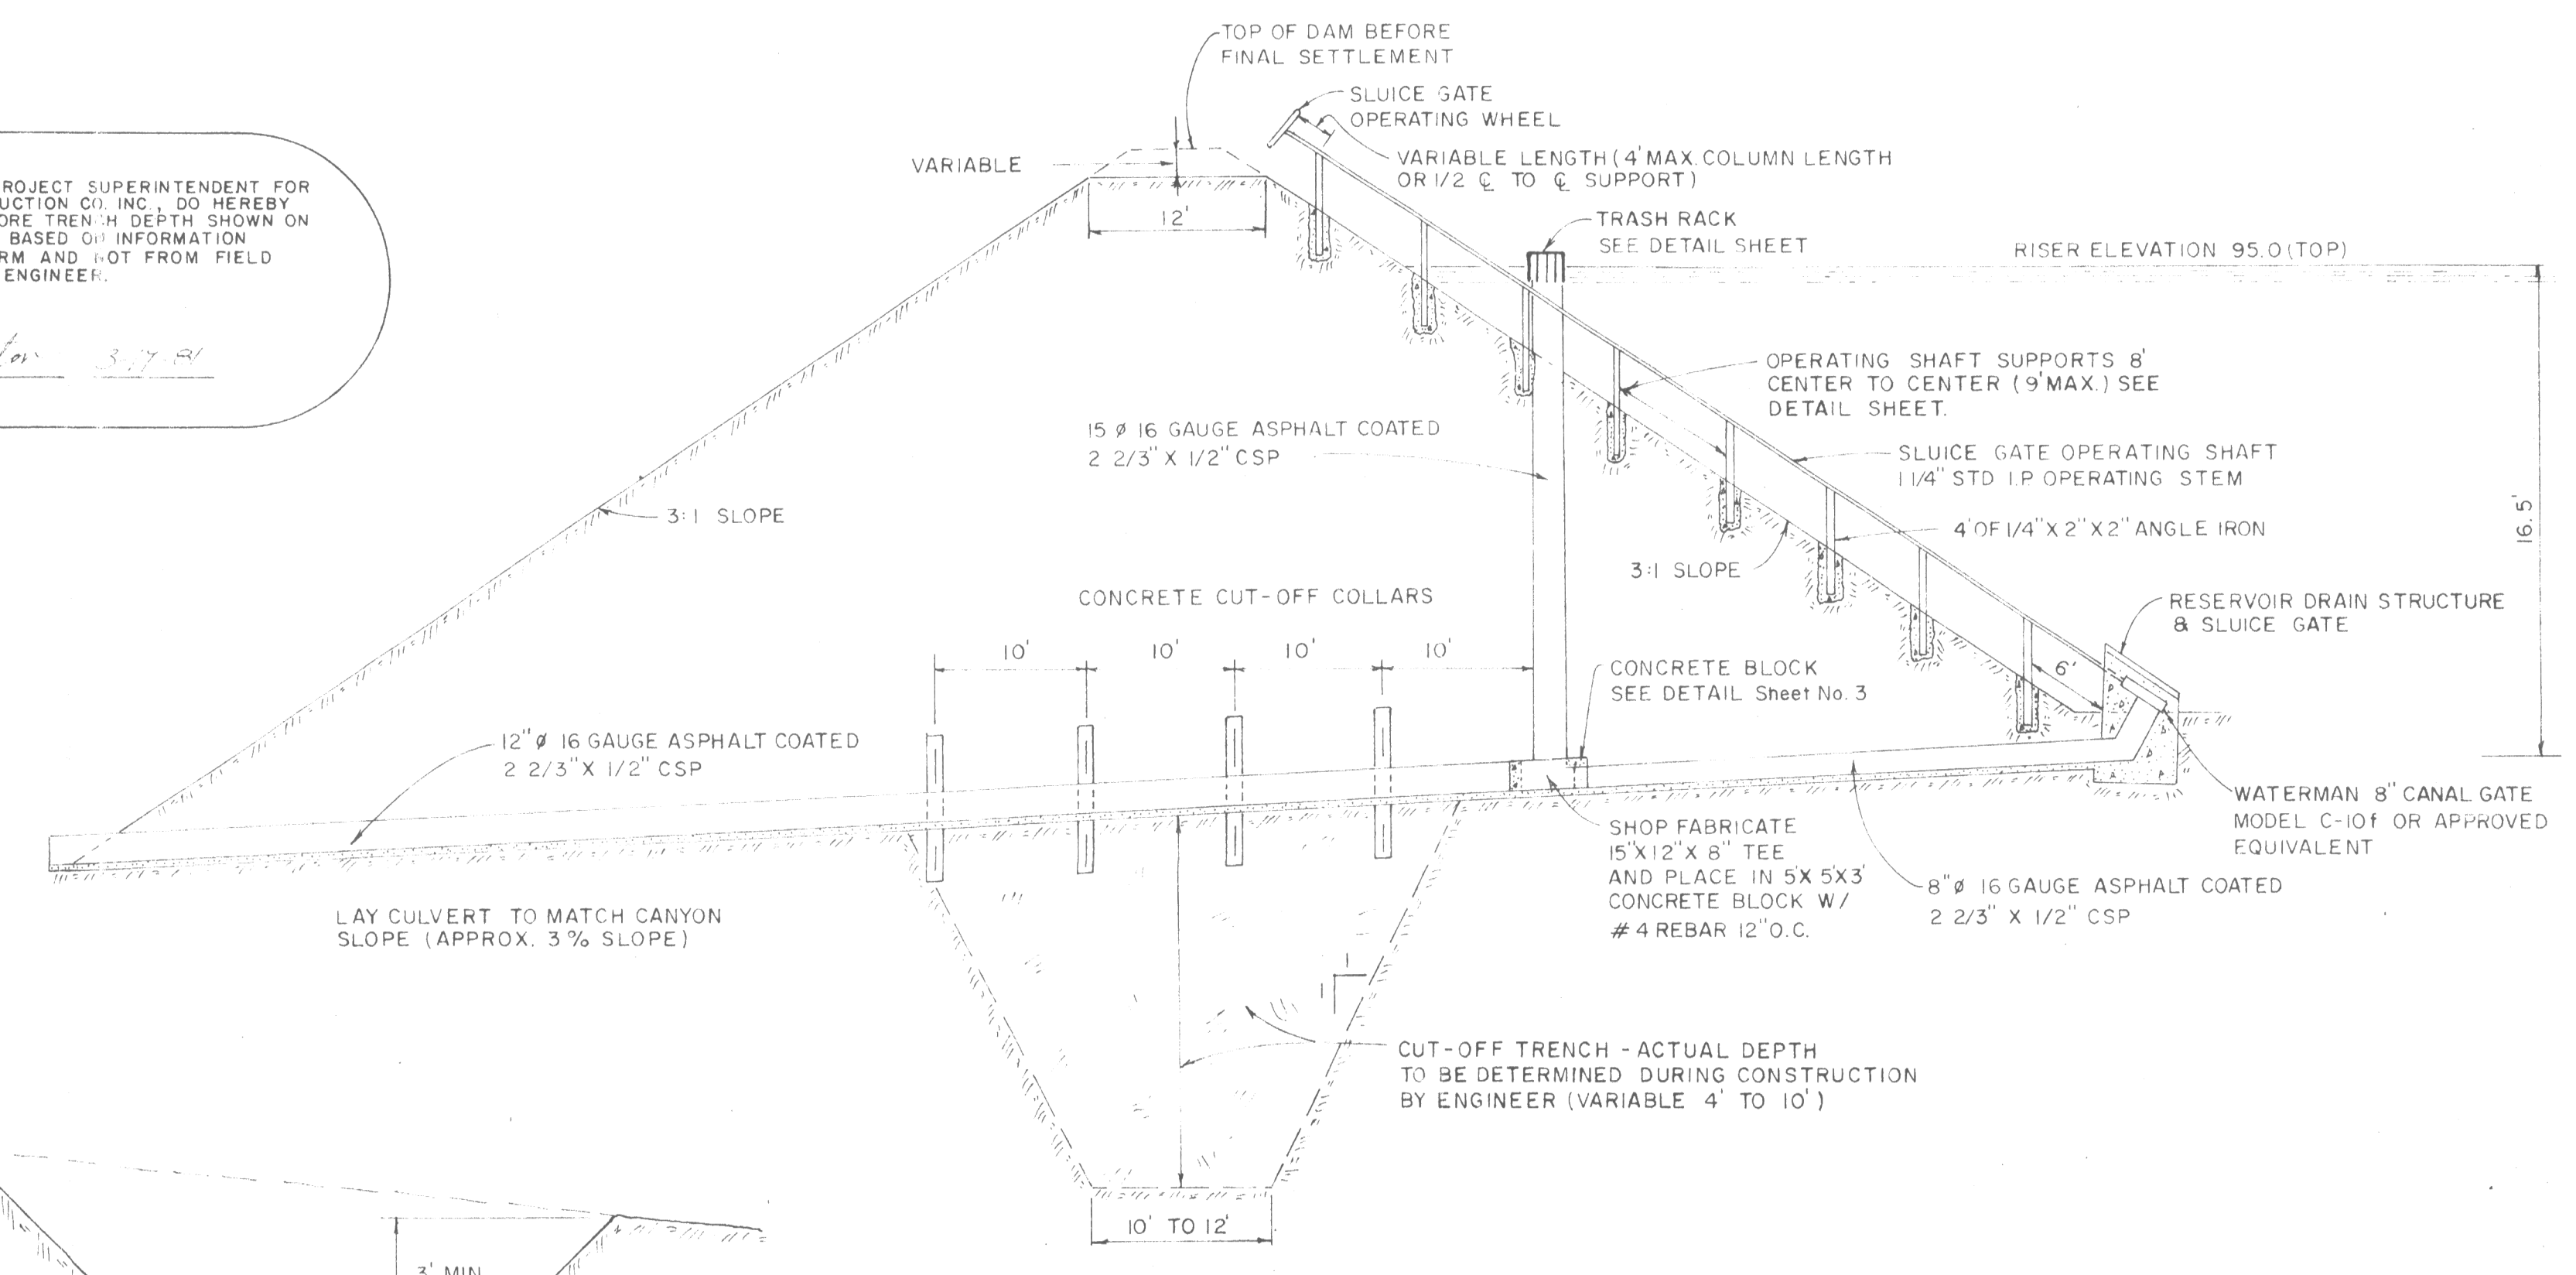 TOP OF DAM BEFORE
FINAL SETTLEMENT
SLUICE GATE
OPERATING WHEEL
VARIABLE
VARIABLE LENGTH (4' MAX. COLUMN LENGTH
OR 1/2 ℄ TO ℄ SUPPORT)
ROJECT SUPERINTENDENT FOR
UCTION CO. INC., DO HEREBY
ORE TRENCH DEPTH SHOWN ON
BASED ON INFORMATION
RM AND NOT FROM FIELD
ENGINEER.
12'
TRASH RACK
SEE DETAIL SHEET
RISER ELEVATION 95.0 (TOP)
OPERATING SHAFT SUPPORTS 8'
CENTER TO CENTER (9' MAX.) SEE
DETAIL SHEET.
15 ø 16 GAUGE ASPHALT COATED
2 2/3" X 1/2" CSP
SLUICE GATE OPERATING SHAFT
1 1/4" STD I.P. OPERATING STEM
3:1 SLOPE
4' OF 1/4" X 2" X 2" ANGLE IRON
16.5'
3:1 SLOPE
CONCRETE CUT-OFF COLLARS
RESERVOIR DRAIN STRUCTURE
& SLUICE GATE
10' 10' 10' 10'
6'
CONCRETE BLOCK
SEE DETAIL Sheet No. 3
12" ø 16 GAUGE ASPHALT COATED
2 2/3" X 1/2" CSP
WATERMAN 8" CANAL GATE
MODEL C-10f OR APPROVED
EQUIVALENT
SHOP FABRICATE
15"X12"X 8" TEE
AND PLACE IN 5'X 5'X3'
CONCRETE BLOCK W/
# 4 REBAR 12" O.C.
8" ø 16 GAUGE ASPHALT COATED
2 2/3" X 1/2" CSP
LAY CULVERT TO MATCH CANYON
SLOPE (APPROX. 3% SLOPE)
1
1
CUT-OFF TRENCH - ACTUAL DEPTH
TO BE DETERMINED DURING CONSTRUCTION
BY ENGINEER (VARIABLE 4' TO 10')
10' TO 12'
3' MIN.